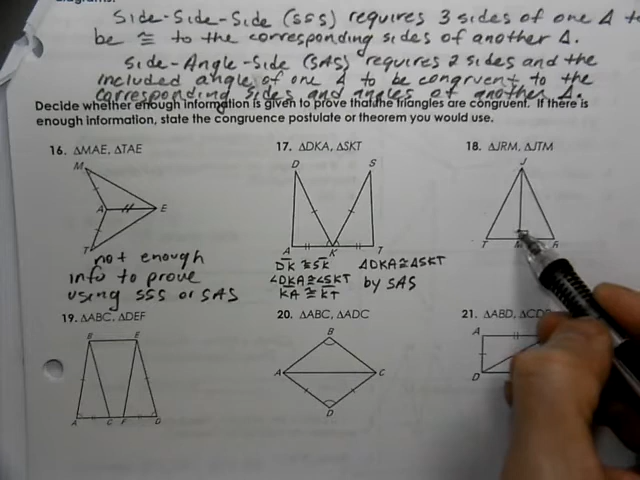 diagrams.
Side-Side-Side (SSS) requires 3 sides of one Δ to
be ≅ to the corresponding sides of another Δ.
Side-Angle-Side (SAS) requires 2 sides and the
included angle of one Δ to be congruent to the
corresponding sides and angles of another Δ.
Decide whether enough information is given to prove that the triangles are congruent. If there is
enough information, state the congruence postulate or theorem you would use.
16. ΔMAE, ΔTAE
17. ΔDKA, ΔSKT
18. ΔJRM, ΔJTM
M
A
E
T
D
S
A
K
T
J
T
M
R
not enough
info to prove
using SSS or SAS
DK ≅ SK
∠DKA ≅ ∠SKT
KA ≅ KT
ΔDKA ≅ ΔSKT
by SAS
19. ΔABC, ΔDEF
20. ΔABC, ΔADC
21. ΔABD, ΔCDB
B
E
A
C
F
D
B
A
C
D
A
D